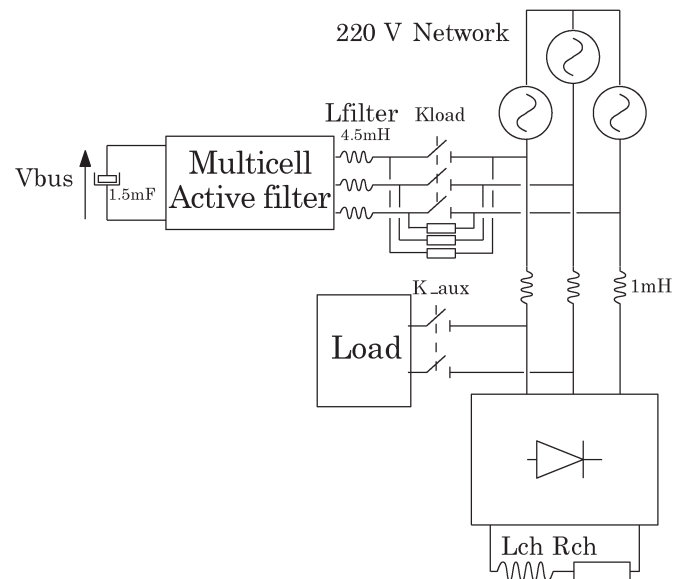 220 V Network
Lfilter
4.5mH
Kload
Vbus
1.5mF
Multicell
Active filter
K_aux
1mH
Load
Lch Rch